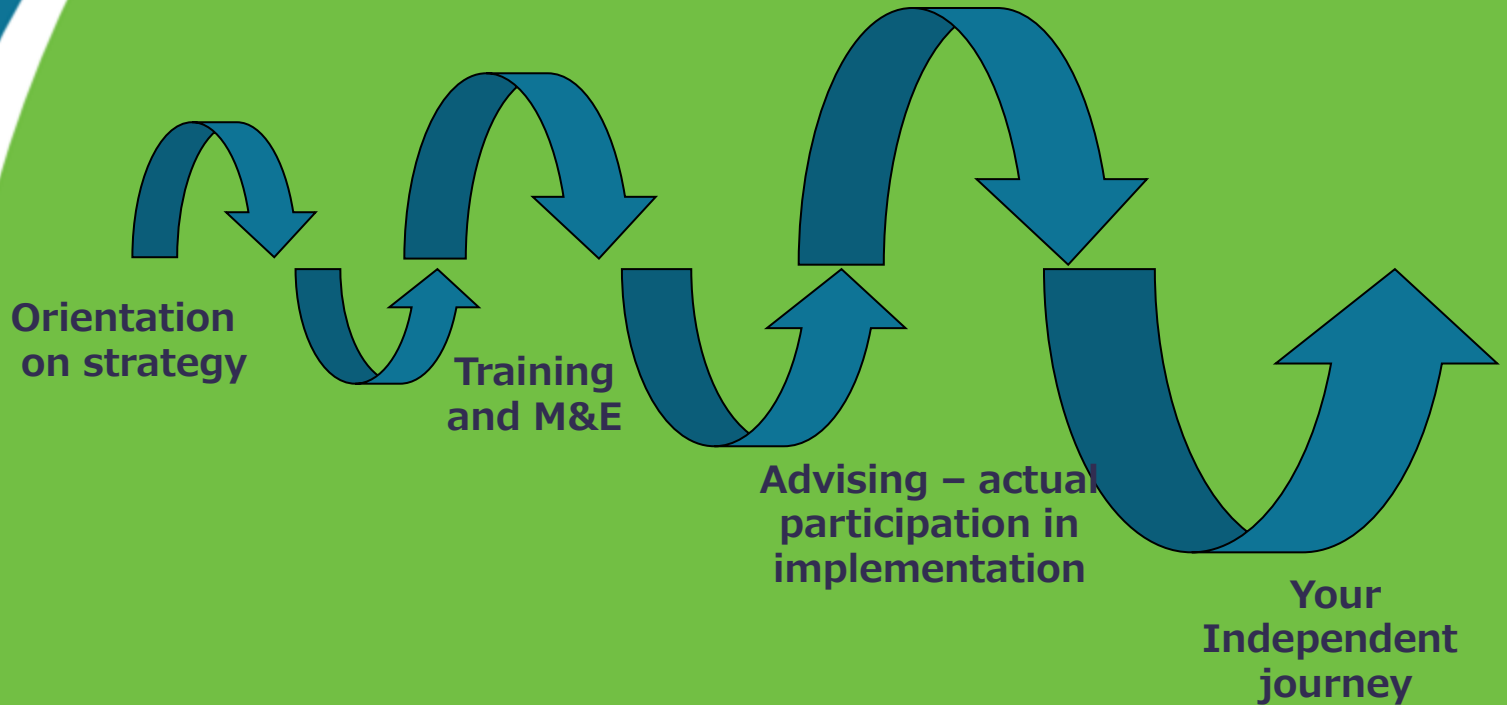 Orientation
on strategy
Training
and M&E
Advising – actual
participation in
implementation
Your
Independent
journey